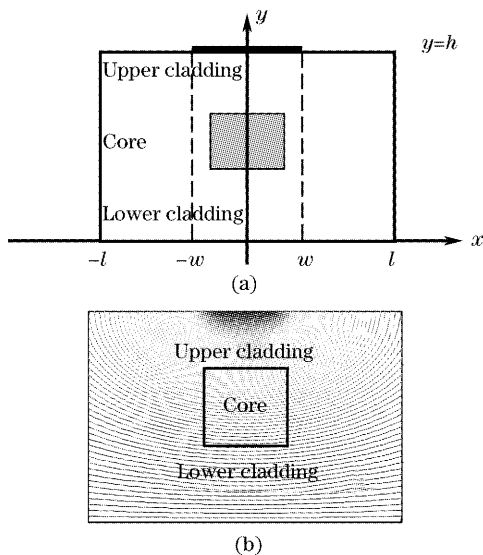 y
y=h
Upper cladding
Core
Lower cladding
x
−l
−w
w
l
(a)
Upper cladding
Core
Lower cladding
(b)